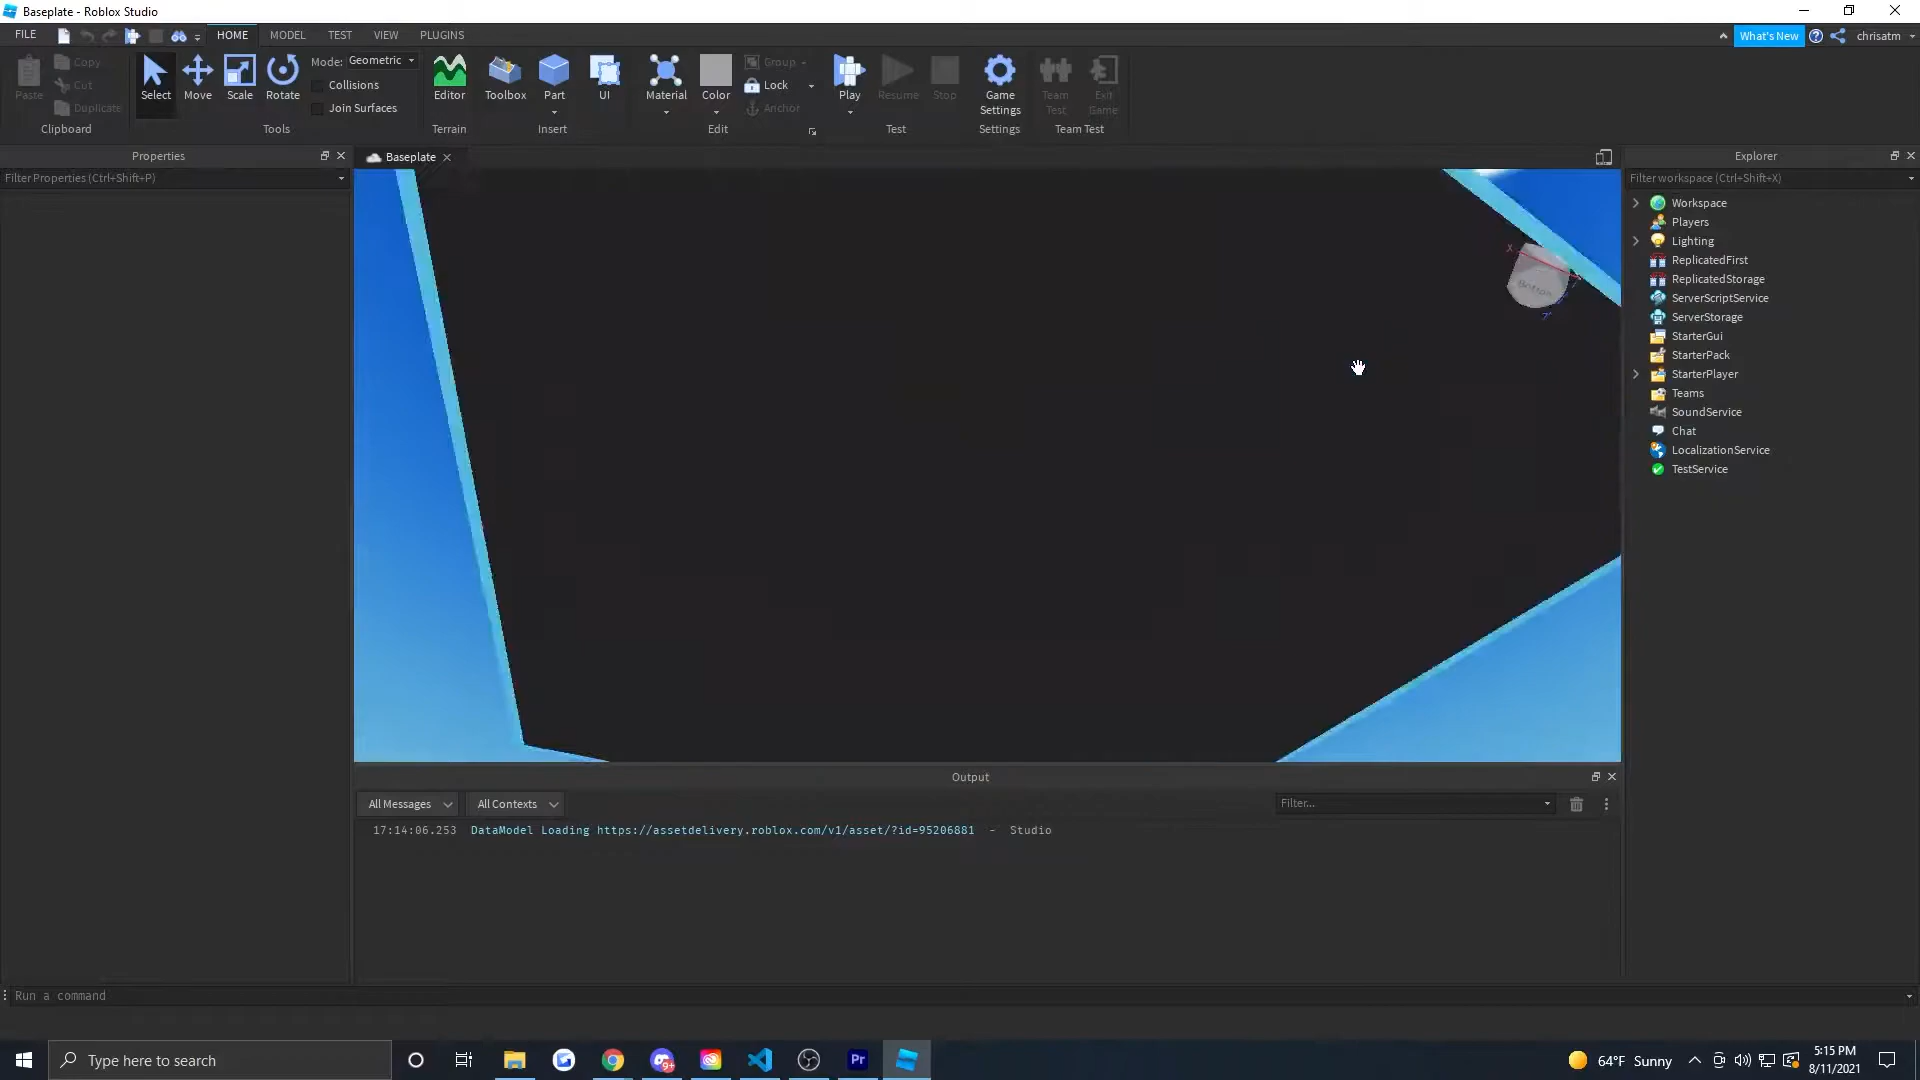 Baseplate - Roblox Studio
FILE HOME MODEL TEST VIEW PLUGINS What's New chrisatm
Paste Copy Cut Duplicate
Clipboard
Select Move Scale Rotate
Mode: Geometric
Collisions
Join Surfaces
Tools
Editor
Terrain
Toolbox Part UI
Insert
Material Color Group Lock Anchor
Edit
Play Resume Stop
Test
Game Settings
Settings
Team Test Exit Game
Team Test
Properties
Filter Properties (Ctrl+Shift+P)
Baseplate
X
Bottom
Z
Explorer
Filter workspace (Ctrl+Shift+X)
Workspace
Players
Lighting
ReplicatedFirst
ReplicatedStorage
ServerScriptService
ServerStorage
StarterGui
StarterPack
StarterPlayer
Teams
SoundService
Chat
LocalizationService
TestService
Output
All Messages All Contexts Filter...
17:14:06.253 DataModel Loading https://assetdelivery.roblox.com/v1/asset/?id=95206881 - Studio
Run a command
Type here to search
9+
Pr
64°F Sunny
5:15 PM
8/11/2021